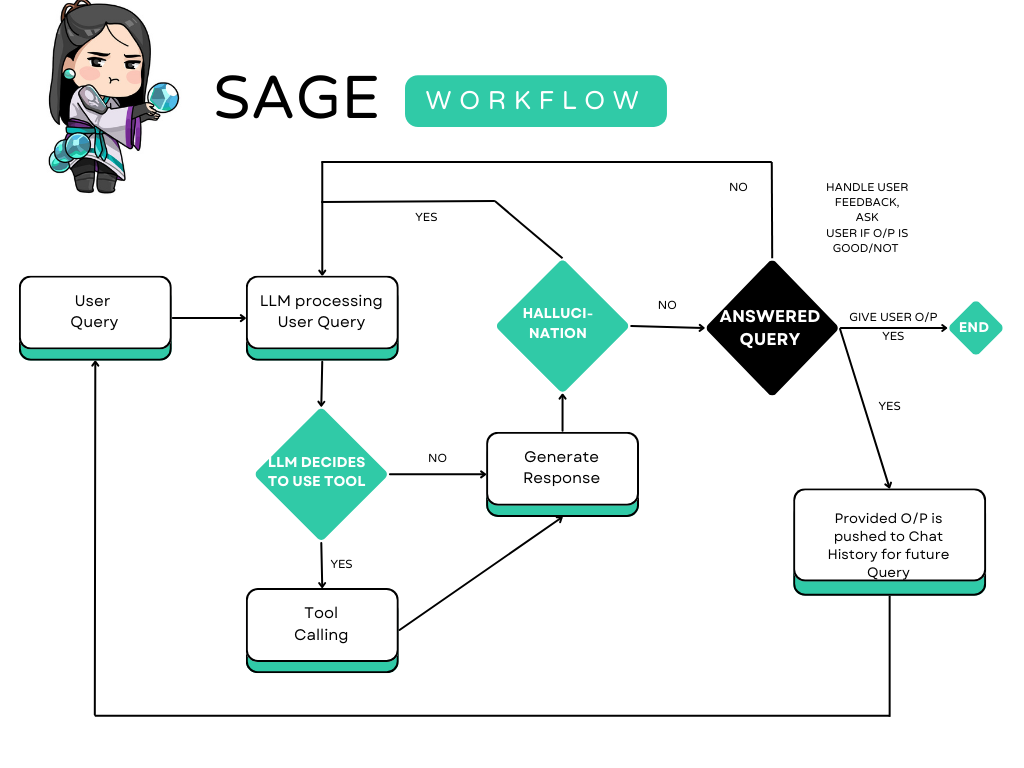 SAGE
WORKFLOW
NO
HANDLE USER
FEEDBACK,
ASK
USER IF O/P IS
GOOD/NOT
YES
User
Query
LLM processing
User Query
HALLUCI-
NATION
NO
ANSWERED
QUERY
GIVE USER O/P
YES
END
YES
LLM DECIDES
TO USE TOOL
NO
Generate
Response
Provided O/P is
pushed to Chat
History for future
Query
YES
Tool
Calling